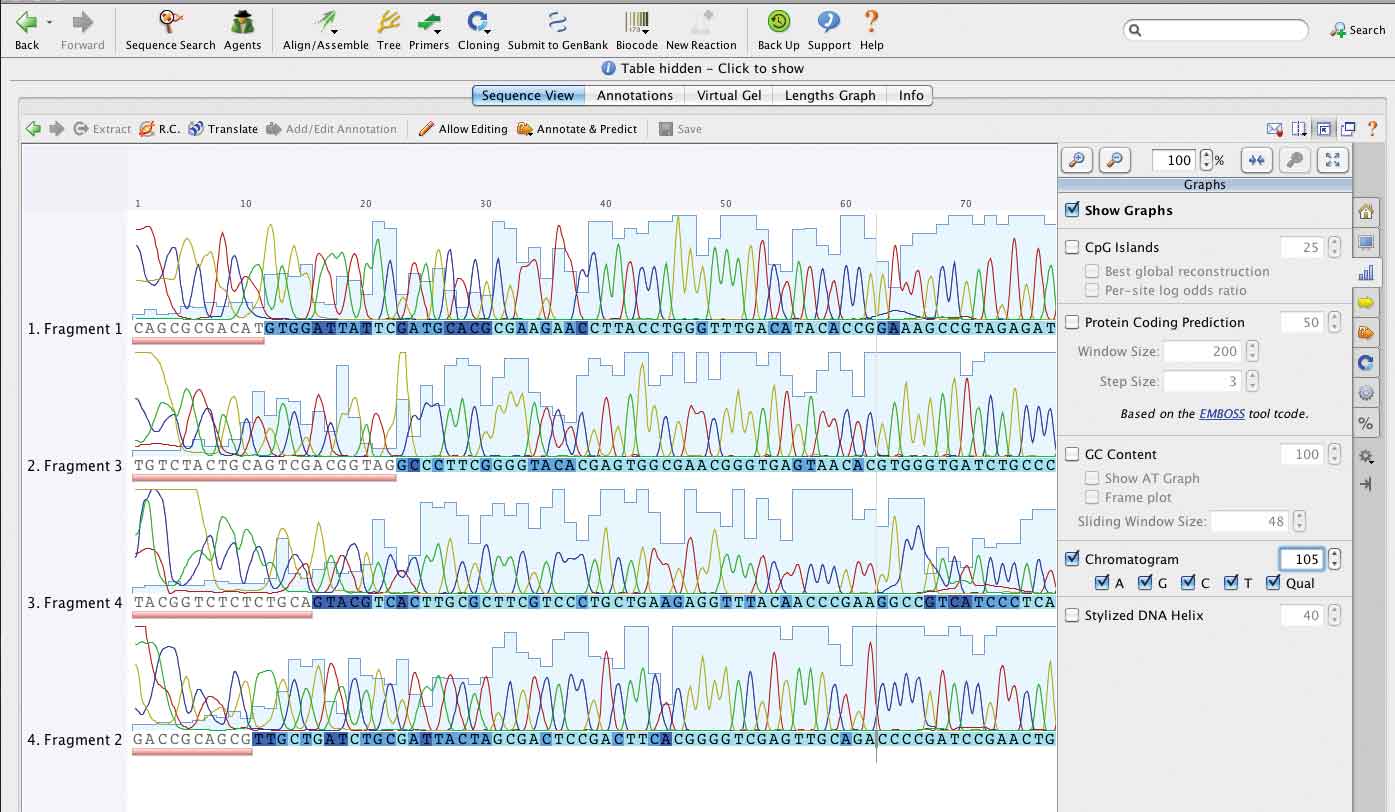 Back Forward Sequence Search Agents Align/Assemble Tree Primers Cloning Submit to GenBank Biocode New Reaction Back Up Support Help Search
Table hidden - Click to show
Sequence View Annotations Virtual Gel Lengths Graph Info
Extract R.C. Translate Add/Edit Annotation Allow Editing Annotate & Predict Save
100 %
Graphs
1 10 20 30 40 50 60 70
Show Graphs
CpG Islands 25
Best global reconstruction
Per-site log odds ratio
Protein Coding Prediction 50
1. Fragment 1 CAGCGCGACATGTGGATTATTCGATGCACGCGAAGAACCTTACCTGGGTTTGACATACACCGGAAAGCCGTAGAGAT
Window Size: 200
Step Size: 3
Based on the EMBOSS tool tcode.
GC Content 100
2. Fragment 3 TGTCTACTGCAGTCGACGGTAGGCCCTTCGGGGTACACGAGTGGCGAACGGGTGAGTAACACGTGGGTGATCTGCCC
Show AT Graph
Frame plot
Sliding Window Size: 48
Chromatogram 105
A G C T Qual
3. Fragment 4 TACGGTCTCTCTGCAGTACGTCACTTGCGCTTCGTCCCTGCTGAAGAGGTTTACAACCCGAAGGCCGTCATCCCTCA
Stylized DNA Helix 40
4. Fragment 2 GACCGCAGCGTTGCTGATCTGCGATTACTAGCGACTCCGACTTCACGGGGTCGAGTTGCAGACCCCGATCCGAACTG